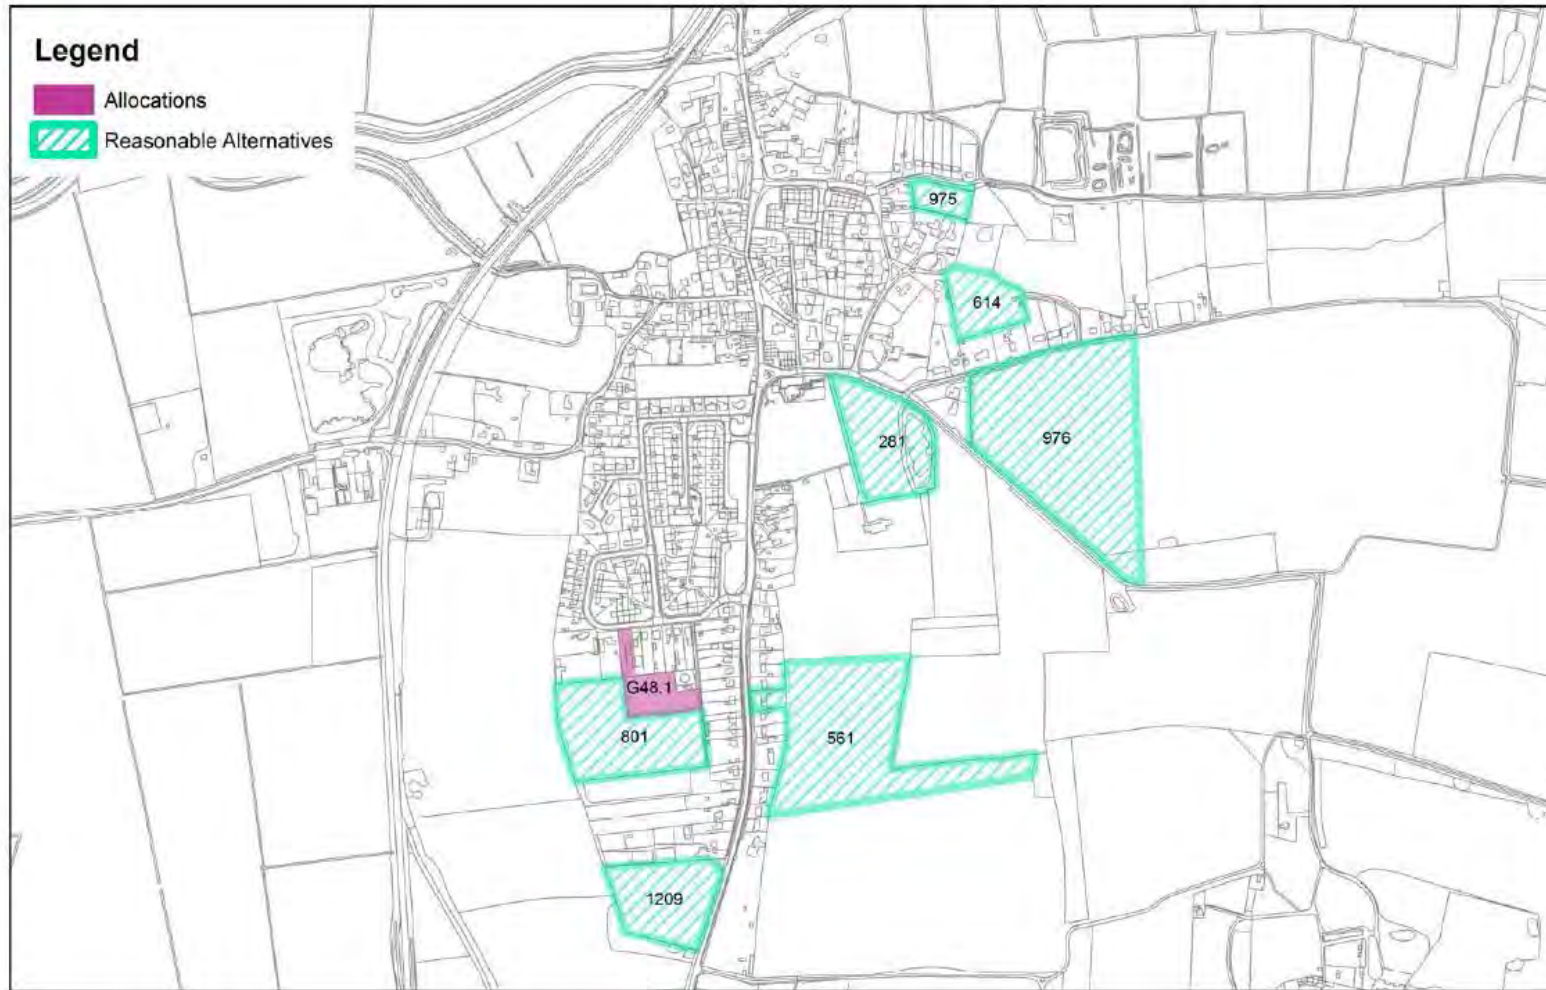 Legend
Allocations
Reasonable Alternatives
975
614
281
976
G48.1
801
561
1209